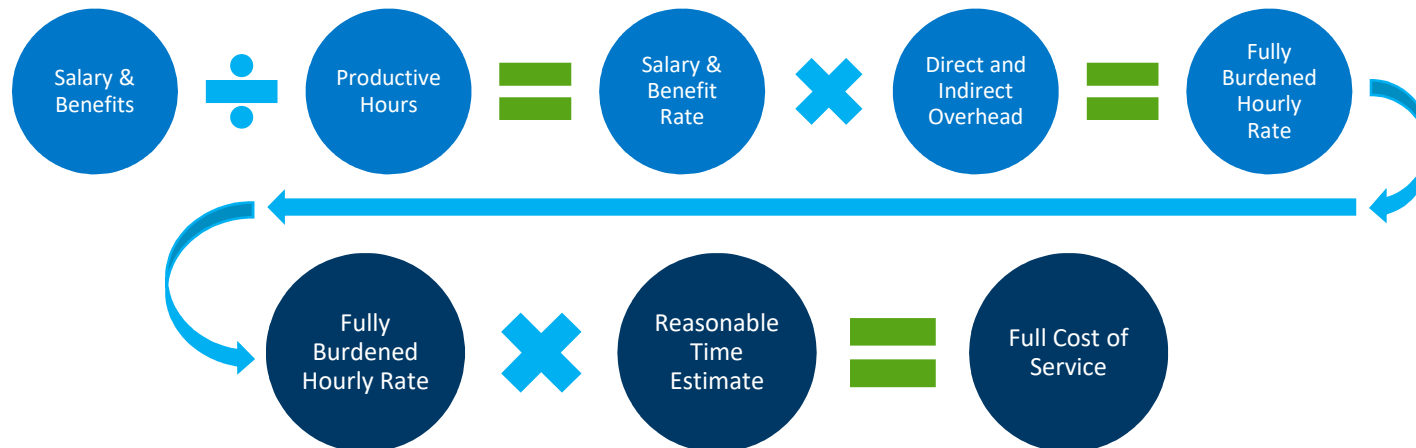 Salary &
Benefits
Productive
Hours
Salary &
Benefit
Rate
Direct and
Indirect
Overhead
Fully
Burdened
Hourly
Rate
Fully
Burdened
Hourly Rate
Reasonable
Time
Estimate
Full Cost of
Service